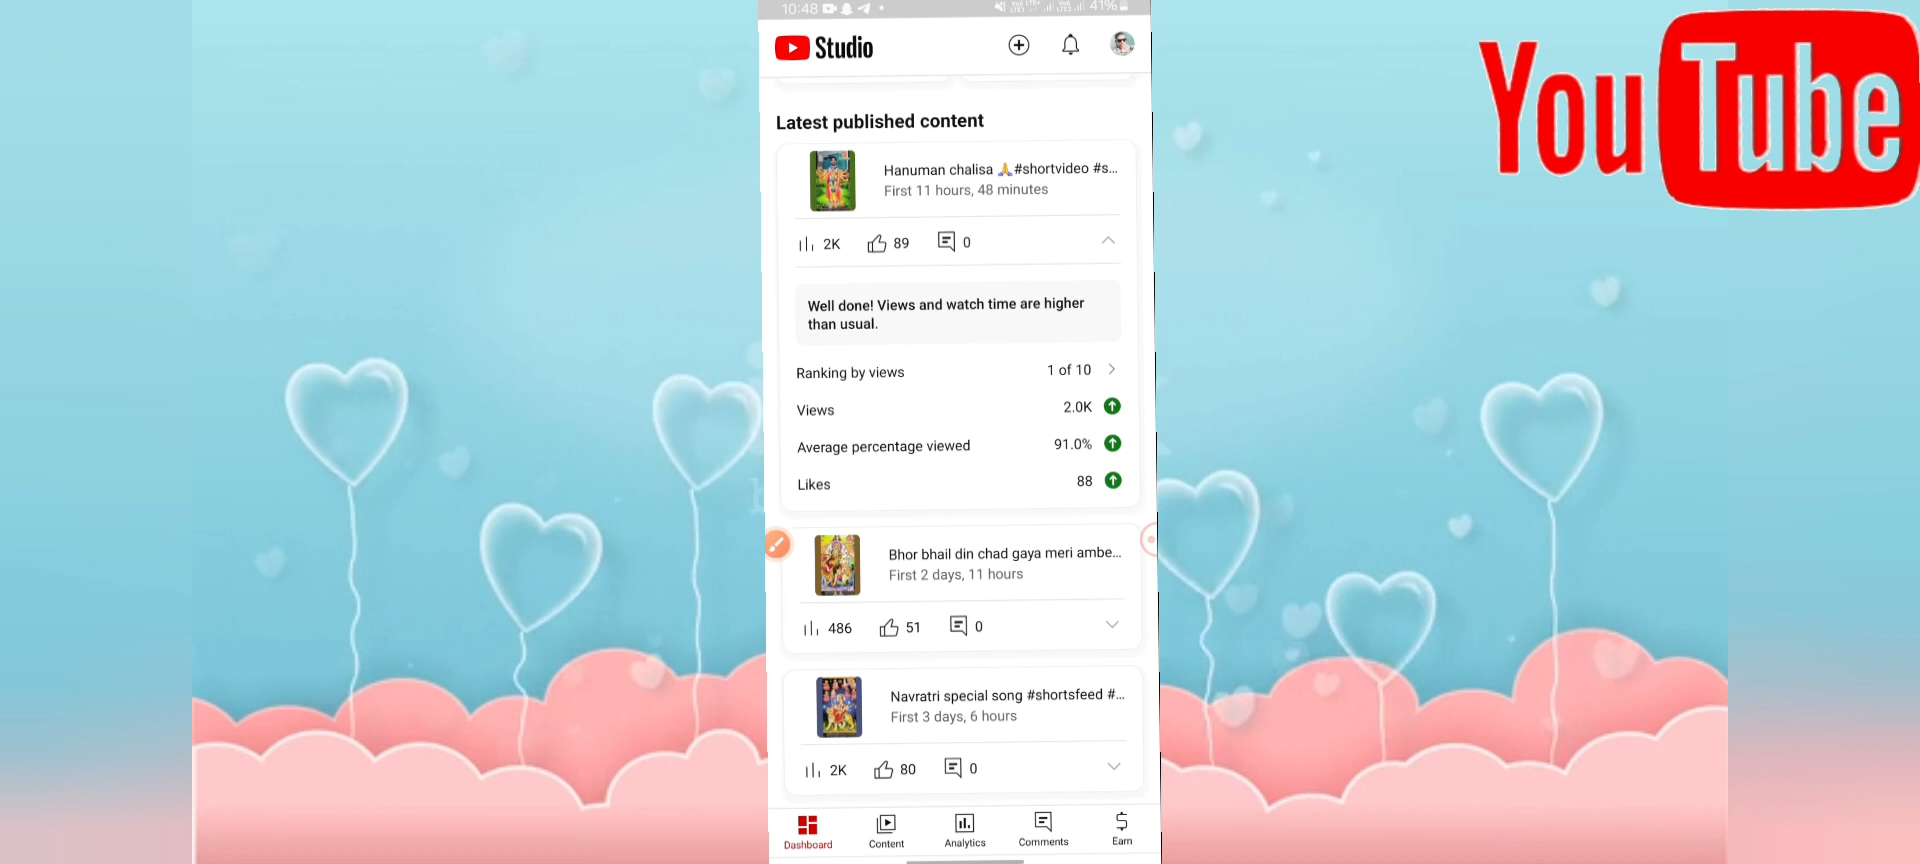 10:48
41%
YouTube
Studio
Latest published content
Hanuman chalisa 🙏#shortvideo #s...
First 11 hours, 48 minutes
2K 89 0
Well done! Views and watch time are higher
than usual.
Ranking by views 1 of 10
Views 2.0K
Average percentage viewed 91.0%
Likes 88
Bhor bhail din chad gaya meri ambe...
First 2 days, 11 hours
486 51 0
Navratri special song #shortsfeed #...
First 3 days, 6 hours
2K 80 0
Dashboard Content Analytics Comments Earn